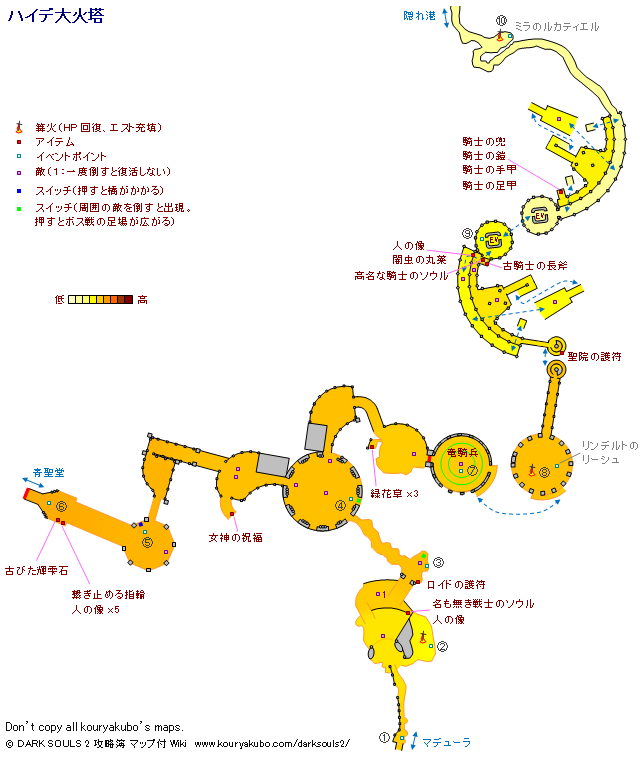 ハイデ大火塔
隠れ港
⑩
ミラのルカティエル
篝火(HP回復、エスト充填)
アイテム
イベントポイント
敵(1:一度倒すと復活しない)
スイッチ(押すと橋がかかる)
スイッチ(周囲の敵を倒すと出現。
押すとボス戦の足場が広がる)
騎士の兜
騎士の鎧
騎士の手甲
騎士の足甲
EV
⑨
EV
人の像
闇虫の丸薬
高名な騎士のソウル
古騎士の長斧
低
高
聖院の護符
リンデルトの
リーシュ
竜騎兵
⑦
⑧
緑花草 ×3
青聖堂
⑥
④
女神の祝福
⑤
古びた輝雫石
繋ぎ止める指輪
人の像 ×5
③
ロイドの護符
1
名も無き戦士のソウル
人の像
②
①
マデューラ
Don't copy all kouryakubo's maps.
© DARK SOULS 2 攻略簿 マップ付 Wiki www.kouryakubo.com/darksouls2/